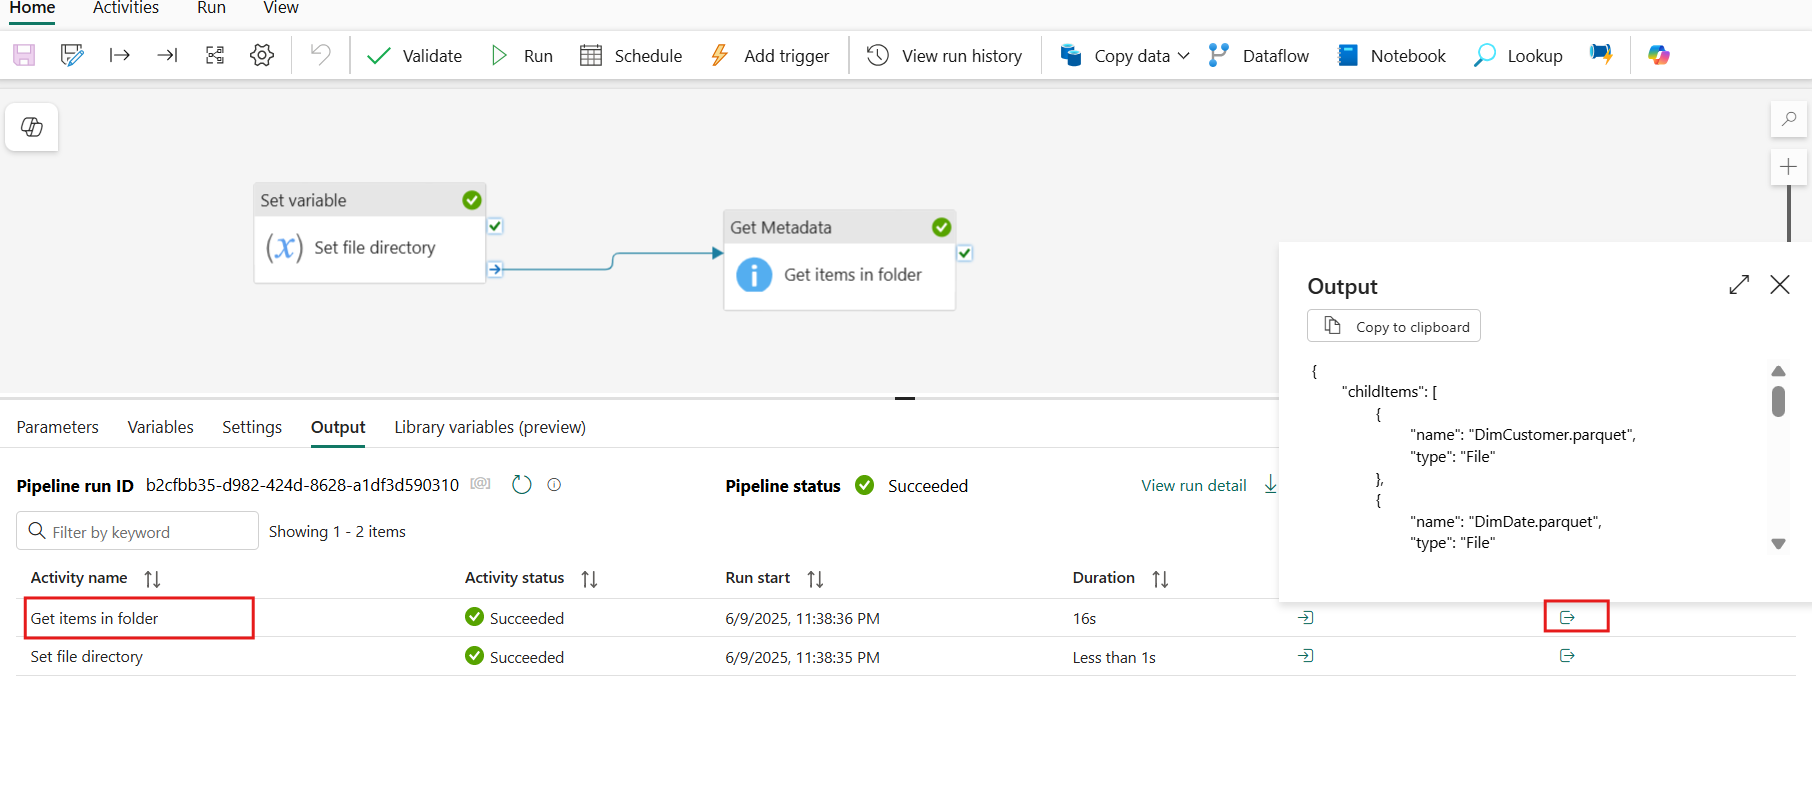 Home Activities Run View
Validate Run Schedule Add trigger View run history Copy data Dataflow Notebook Lookup
Set variable
(x) Set file directory
Get Metadata
Get items in folder
Output
Copy to clipboard
{
"childItems": [
{
"name": "DimCustomer.parquet",
"type": "File"
},
{
"name": "DimDate.parquet",
"type": "File"
Parameters Variables Settings Output Library variables (preview)
Pipeline run ID b2cfbb35-d982-424d-8628-a1df3d590310 Pipeline status Succeeded View run detail
Filter by keyword Showing 1 - 2 items
Activity name Activity status Run start Duration
Get items in folder Succeeded 6/9/2025, 11:38:36 PM 16s
Set file directory Succeeded 6/9/2025, 11:38:35 PM Less than 1s